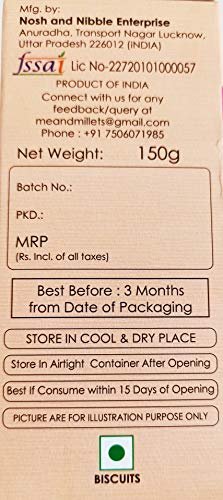 Mfg. by:
Nosh and Nibble Enterprise
Anuradha, Transport Nagar Lucknow,
Uttar Pradesh 226012 (INDIA)
fssai Lic No-22720101000057
PRODUCT OF INDIA
Connect with us for any
feedback/query at
meandmillets@gmail.com
Phone : +91 7506071985
Net Weight: 150g
Batch No.:
PKD.:
MRP
(Rs. Incl. of all taxes)
Best Before : 3 Months
from Date of Packaging
STORE IN COOL & DRY PLACE
Store In Airtight Container After Opening
Best If Consume within 15 Days of Opening
PICTURE ARE FOR ILLUSTRATION PURPOSE ONLY
BISCUITS